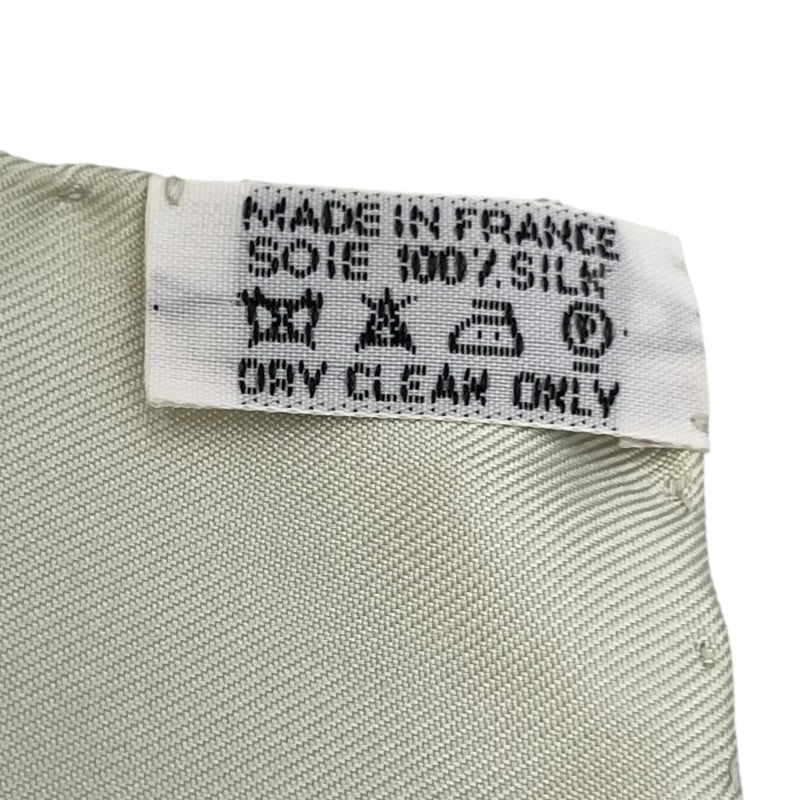 MADE IN FRANCE
SOIE 100% SILK
P
DRY CLEAN ONLY